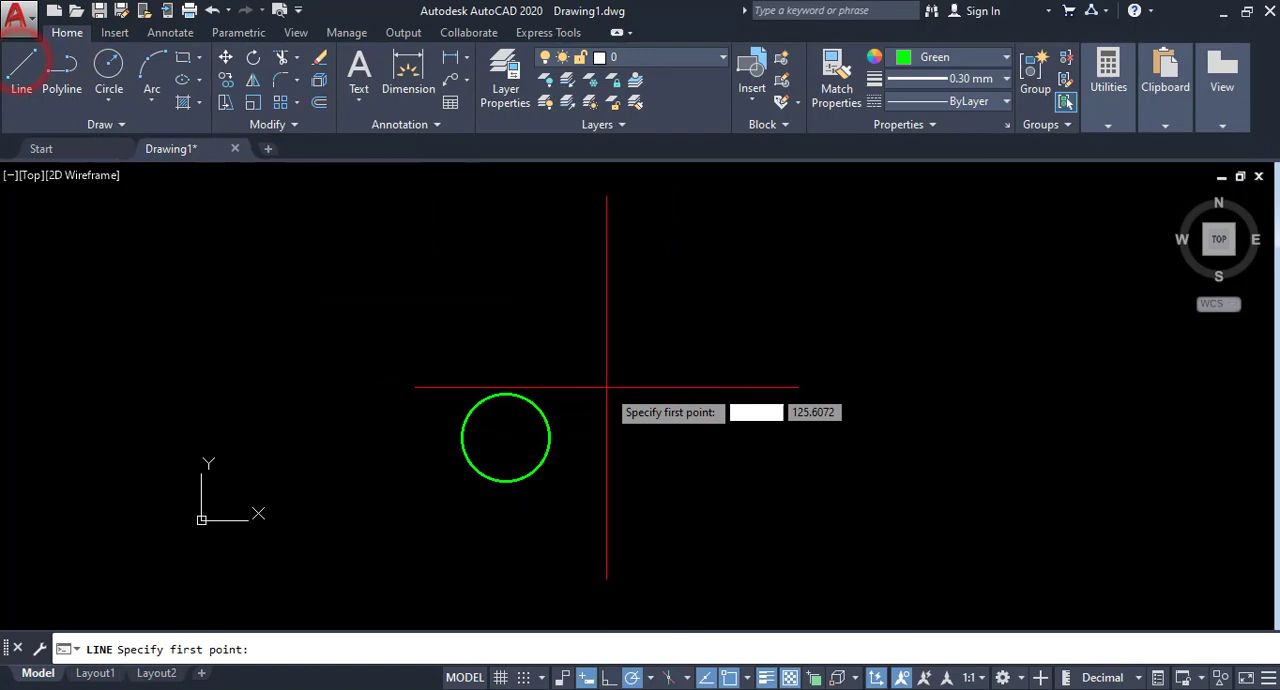 Autodesk AutoCAD 2020 Drawing1.dwg
Type a keyword or phrase
Sign In
Home Insert Annotate Parametric View Manage Output Collaborate Express Tools
Line Polyline Circle Arc
Draw
Modify
Text Dimension
Annotation
Layer
Properties
0
Layers
Insert
Block
Match
Properties
Green
0.30 mm
ByLayer
Properties
Group
Groups
Utilities
Clipboard
View
Start Drawing1*
[−][Top][2D Wireframe]
N
W TOP E
S
WCS
Specify first point: 125.6072
Y
X
LINE Specify first point:
Model Layout1 Layout2
MODEL 1:1 Decimal